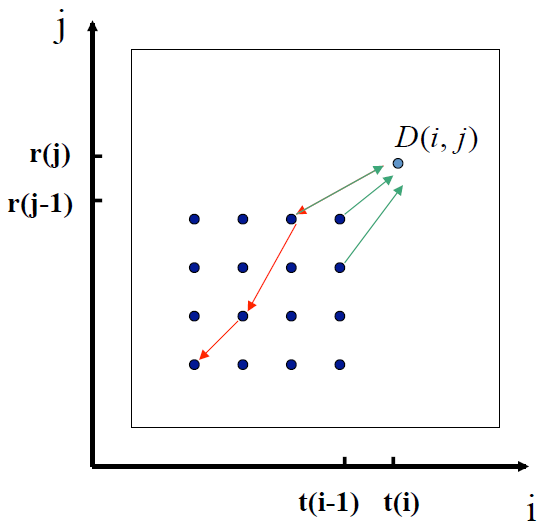 j
D(i, j)
r(j)
r(j-1)
t(i-1) t(i)
i